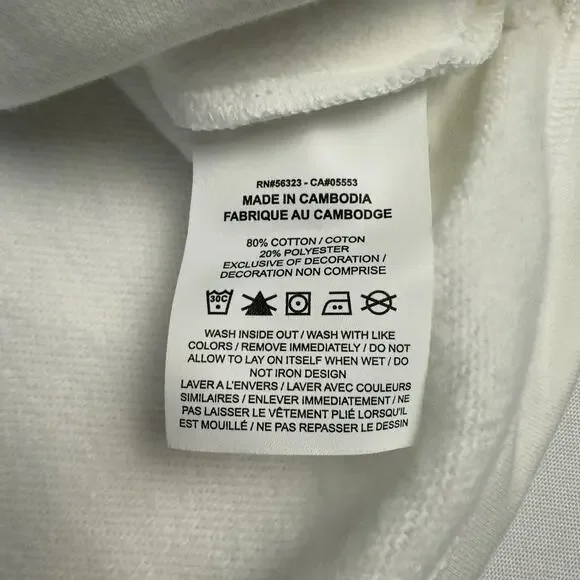 RN#56323 - CA#05553
MADE IN CAMBODIA
FABRIQUE AU CAMBODGE
80% COTTON / COTON
20% POLYESTER
EXCLUSIVE OF DECORATION /
DECORATION NON COMPRISE
30C
WASH INSIDE OUT / WASH WITH LIKE
COLORS / REMOVE IMMEDIATELY / DO NOT
ALLOW TO LAY ON ITSELF WHEN WET / DO
NOT IRON DESIGN
LAVER A L'ENVERS / LAVER AVEC COULEURS
SIMILAIRES / ENLEVER IMMEDIATEMENT / NE
PAS LAISSER LE VÊTEMENT PLIÉ LORSQU'IL
EST MOUILLÉ / NE PAS REPASSER LE DESSIN